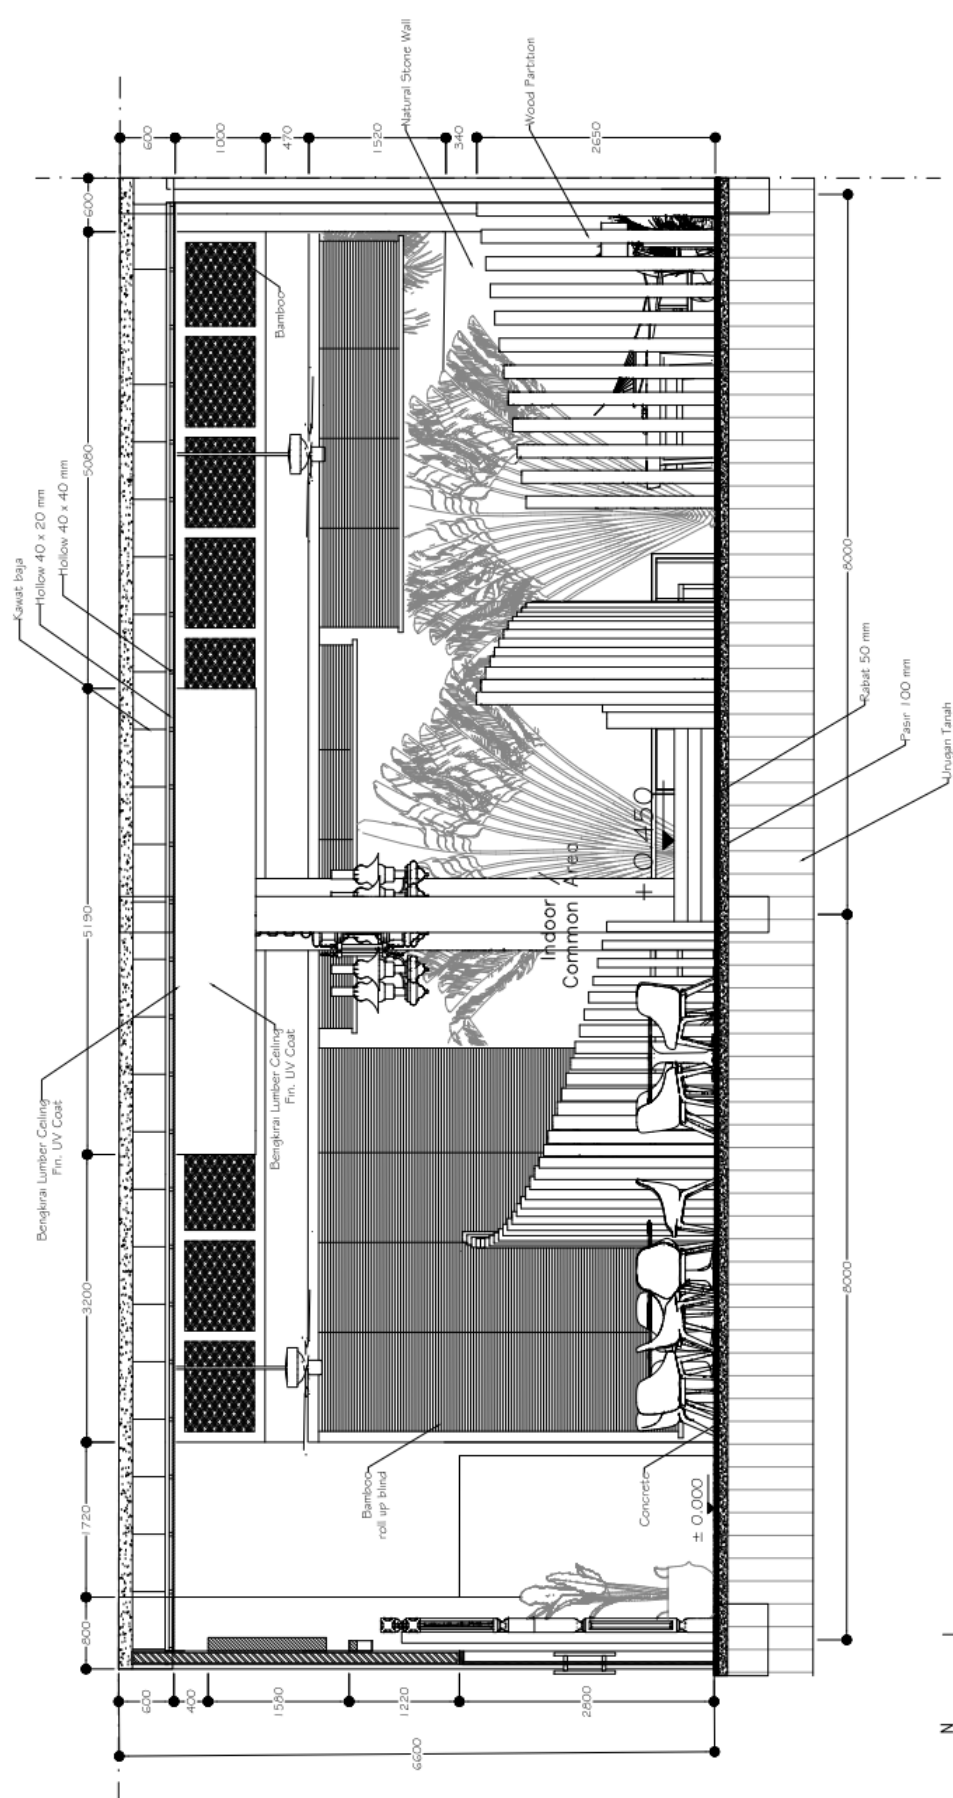 Kawat baja
Hollow 40 x 20 mm
Hollow 40 x 40 mm
Bengkirai Lumber Ceiling
Fin. UV Coat
Bengkirai Lumber Ceiling
Fin. UV Coat
Bamboo
Natural Stone Wall
Wood Partition
Bamboo
roll up blind
Concrete
Indoor /
Common Area
+ 0.450
± 0.000
Rabat 50 mm
Pasir 100 mm
Urugan Tanah
800
1720
3200
5190
5080
600
600
400
1580
1220
2800
6600
600
1000
470
1520
340
2650
8000
8000
N